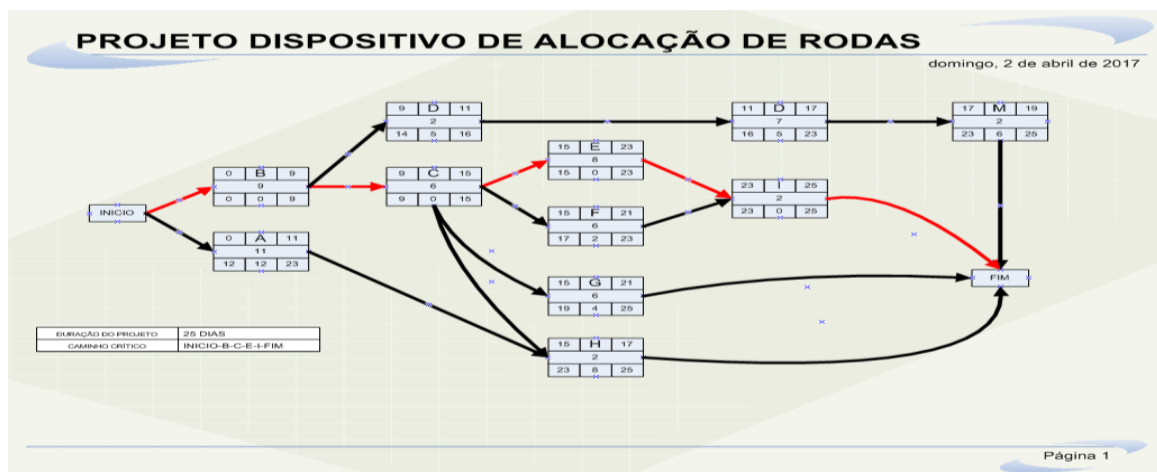 PROJETO DISPOSITIVO DE ALOCAÇÃO DE RODAS
domingo, 2 de abril de 2017
9 D 11
2
14 5 16
11 D 17
7
16 5 23
17 M 19
2
23 6 25
15 E 23
8
15 0 23
0 B 9
9
0 0 9
9 C 15
6
9 0 15
23 I 25
2
23 0 25
INICIO
15 F 21
6
17 2 23
0 A 11
11
12 12 23
FIM
15 G 21
6
19 4 25
DURAÇÃO DO PROJETO 25 DIAS
CAMINHO CRÍTICO INICIO-B-C-E-I-FIM
15 H 17
2
23 8 25
Página 1